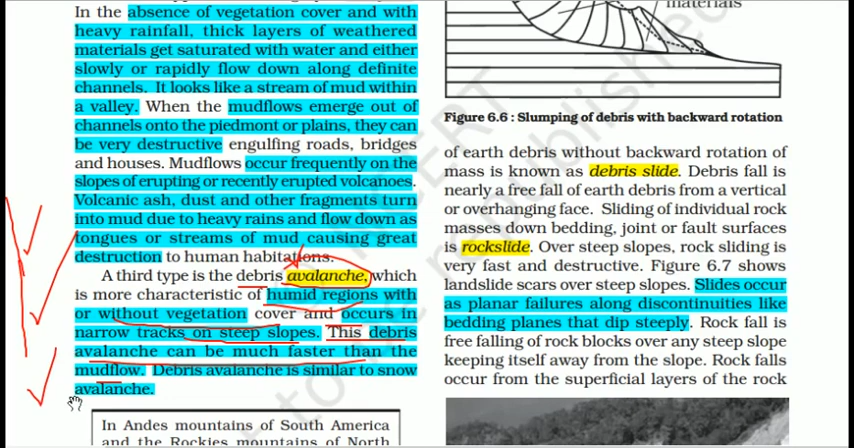 In the absence of vegetation cover and with
heavy rainfall, thick layers of weathered
materials get saturated with water and either
slowly or rapidly flow down along definite
channels. It looks like a stream of mud within
a valley. When the mudflows emerge out of
channels onto the piedmont or plains, they can
be very destructive engulfing roads, bridges
and houses. Mudflows occur frequently on the
slopes of erupting or recently erupted volcanoes.
Volcanic ash, dust and other fragments turn
into mud due to heavy rains and flow down as
tongues or streams of mud causing great
destruction to human habitations.
A third type is the debris avalanche, which
is more characteristic of humid regions with
or without vegetation cover and occurs in
narrow tracks on steep slopes. This debris
avalanche can be much faster than the
mudflow. Debris avalanche is similar to snow
avalanche.
In Andes mountains of South America
and the Rockies mountains of North
materials
Figure 6.6 : Slumping of debris with backward rotation
of earth debris without backward rotation of
mass is known as debris slide. Debris fall is
nearly a free fall of earth debris from a vertical
or overhanging face. Sliding of individual rock
masses down bedding, joint or fault surfaces
is rockslide. Over steep slopes, rock sliding is
very fast and destructive. Figure 6.7 shows
landslide scars over steep slopes. Slides occur
as planar failures along discontinuities like
bedding planes that dip steeply. Rock fall is
free falling of rock blocks over any steep slope
keeping itself away from the slope. Rock falls
occur from the superficial layers of the rock